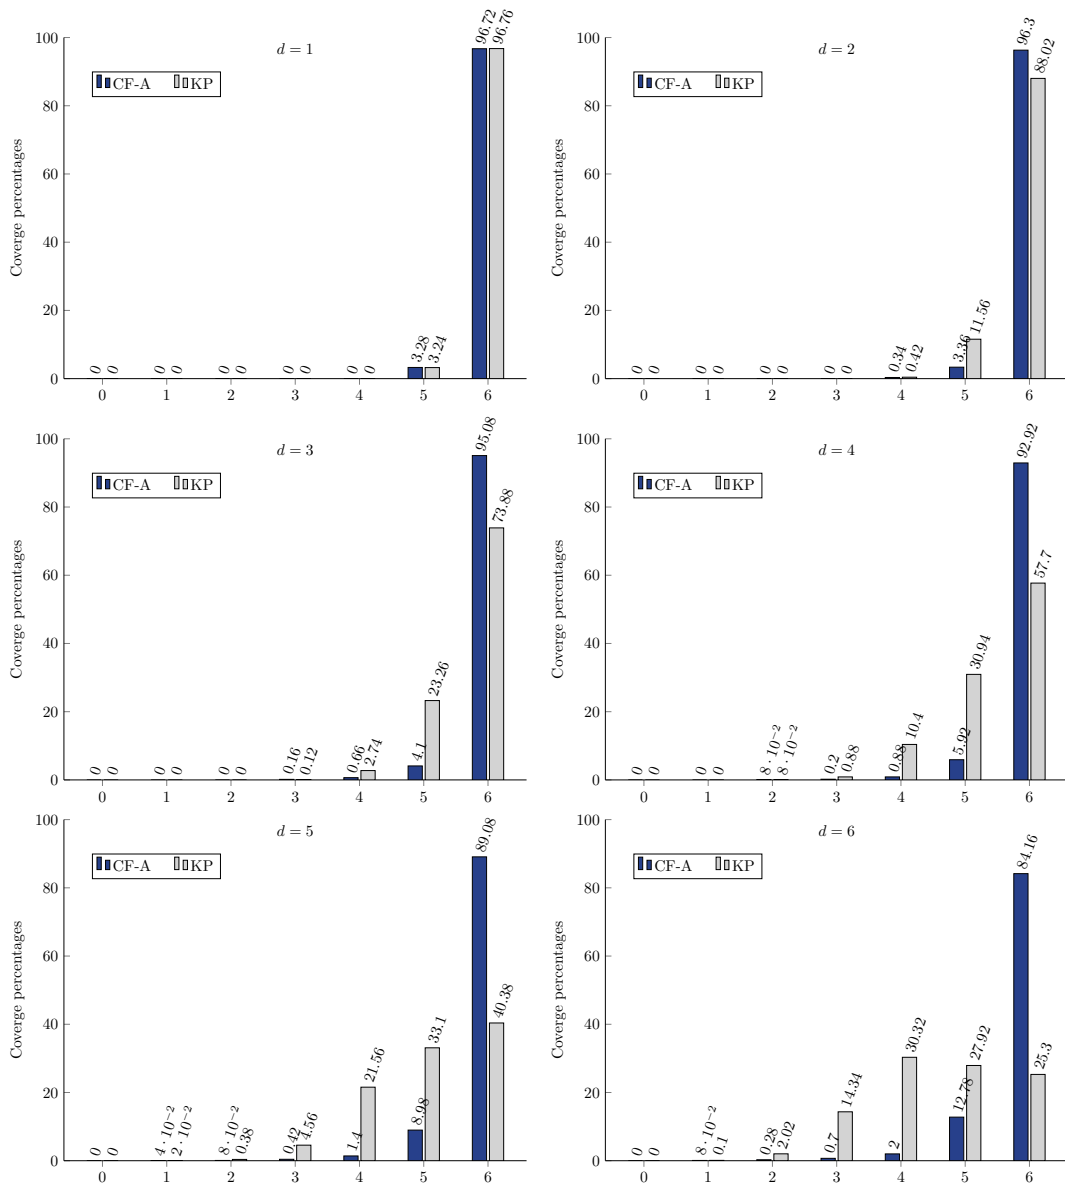 d = 1
CF-A KP
Coverge percentages
100
80
60
40
20
0
0 0 0 0 0 0 0 0 0 0 3.28 3.24 96.72 96.76
0 1 2 3 4 5 6
d = 2
CF-A KP
Coverge percentages
100
80
60
40
20
0
0 0 0 0 0 0 0 0 0.34 0.42 3.36 11.56 96.3 88.02
0 1 2 3 4 5 6
d = 3
CF-A KP
Coverge percentages
100
80
60
40
20
0
0 0 0 0 0 0 0.16 0.12 0.66 2.74 4.1 23.26 95.08 73.88
0 1 2 3 4 5 6
d = 4
CF-A KP
Coverge percentages
100
80
60
40
20
0
0 0 0 0 8 · 10⁻² 8 · 10⁻² 0.2 0.88 0.88 10.4 5.92 30.94 92.92 57.7
0 1 2 3 4 5 6
d = 5
CF-A KP
Coverge percentages
100
80
60
40
20
0
0 0 4 · 10⁻² 2 · 10⁻² 8 · 10⁻² 0.38 0.42 4.56 1.4 21.56 8.98 33.1 89.08 40.38
0 1 2 3 4 5 6
d = 6
CF-A KP
Coverge percentages
100
80
60
40
20
0
0 0 8 · 10⁻² 0.1 0.28 2.02 0.7 14.34 2 30.32 12.78 27.92 84.16 25.3
0 1 2 3 4 5 6